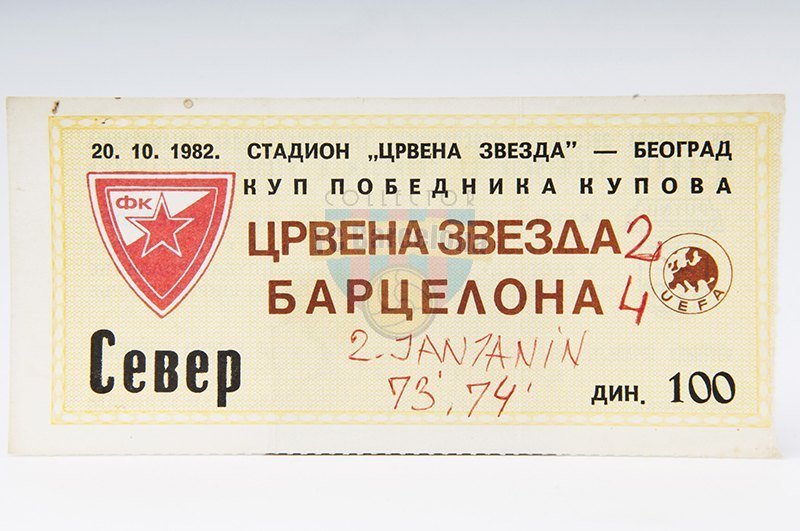 20. 10. 1982. СТАДИОН „ЦРВЕНА ЗВЕЗДА" — БЕОГРАД
КУП ПОБЕДНИКА КУПОВА
ФК
COLLECTOR
ЦРВЕНА ЗВЕЗДА 2
БАРЦЕЛОНА 4
UEFA
2. JANJANIN
73', 74'
Север
ДИН. 100